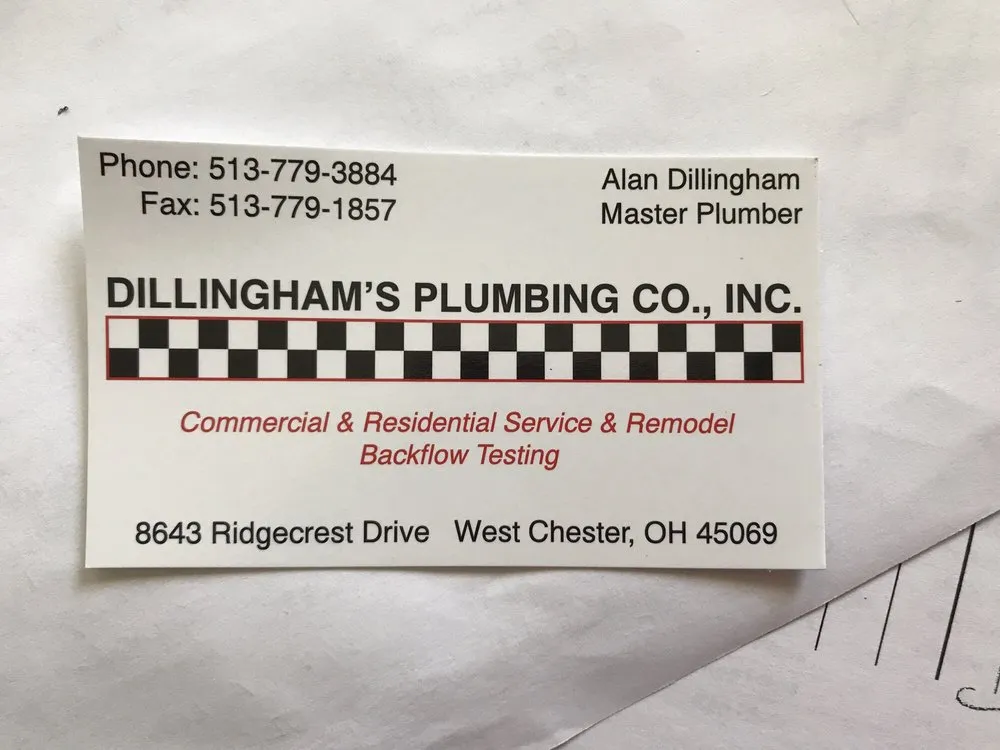 Phone: 513-779-3884
Fax: 513-779-1857
Alan Dillingham
Master Plumber
DILLINGHAM'S PLUMBING CO., INC.
Commercial & Residential Service & Remodel
Backflow Testing
8643 Ridgecrest Drive West Chester, OH 45069